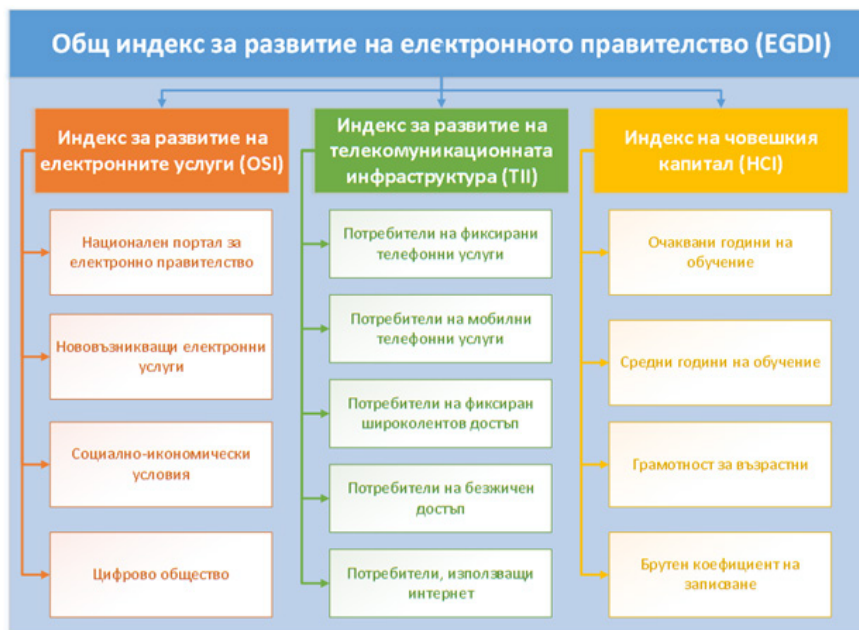 Общ индекс за развитие на електронното правителство (EGDI)
Индекс за развитие на
електронните услуги (OSI)
Национален портал за
електронно правителство
Нововъзникващи електронни
услуги
Социално-икономически
условия
Цифрово общество
Индекс за развитие на
телекомуникационната
инфраструктура (TII)
Потребители на фиксирани
телефонни услуги
Потребители на мобилни
телефонни услуги
Потребители на фиксиран
широколентов достъп
Потребители на безжичен
достъп
Потребители, използващи
интернет
Индекс на човешкия
капитал (HCI)
Очаквани години на
обучение
Средни години на обучение
Грамотност за възрастни
Брутен коефициент на
записване